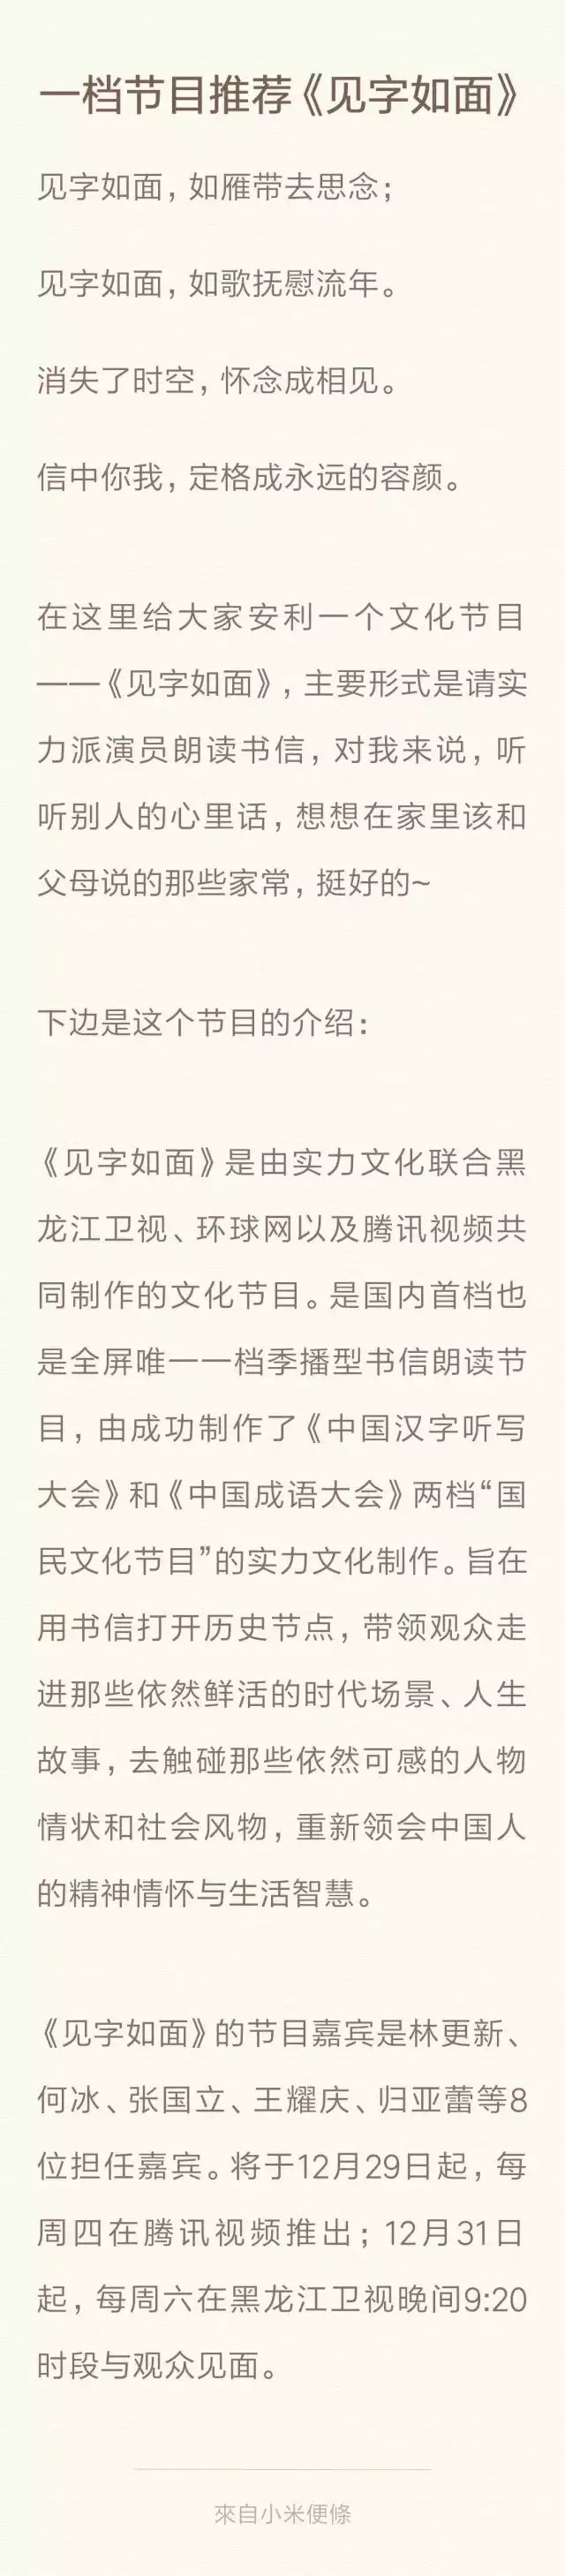 一档节目推荐《见字如面》
见字如面，如雁带去思念；
见字如面，如歌抚慰流年。
消失了时空，怀念成相见。
信中你我，定格成永远的容颜。
在这里给大家安利一个文化节目
——《见字如面》，主要形式是请实
力派演员朗读书信，对我来说，听
听别人的心里话，想想在家里该和
父母说的那些家常，挺好的~
下边是这个节目的介绍：
《见字如面》是由实力文化联合黑
龙江卫视、环球网以及腾讯视频共
同制作的文化节目。是国内首档也
是全屏唯一一档季播型书信朗读节
目，由成功制作了《中国汉字听写
大会》和《中国成语大会》两档“国
民文化节目”的实力文化制作。旨在
用书信打开历史节点，带领观众走
进那些依然鲜活的时代场景、人生
故事，去触碰那些依然可感的人物
情状和社会风物，重新领会中国人
的精神情怀与生活智慧。
《见字如面》的节目嘉宾是林更新、
何冰、张国立、王耀庆、归亚蕾等8
位担任嘉宾。将于12月29日起，每
周四在腾讯视频推出；12月31日
起，每周六在黑龙江卫视晚间9:20
时段与观众见面。
來自小米便條